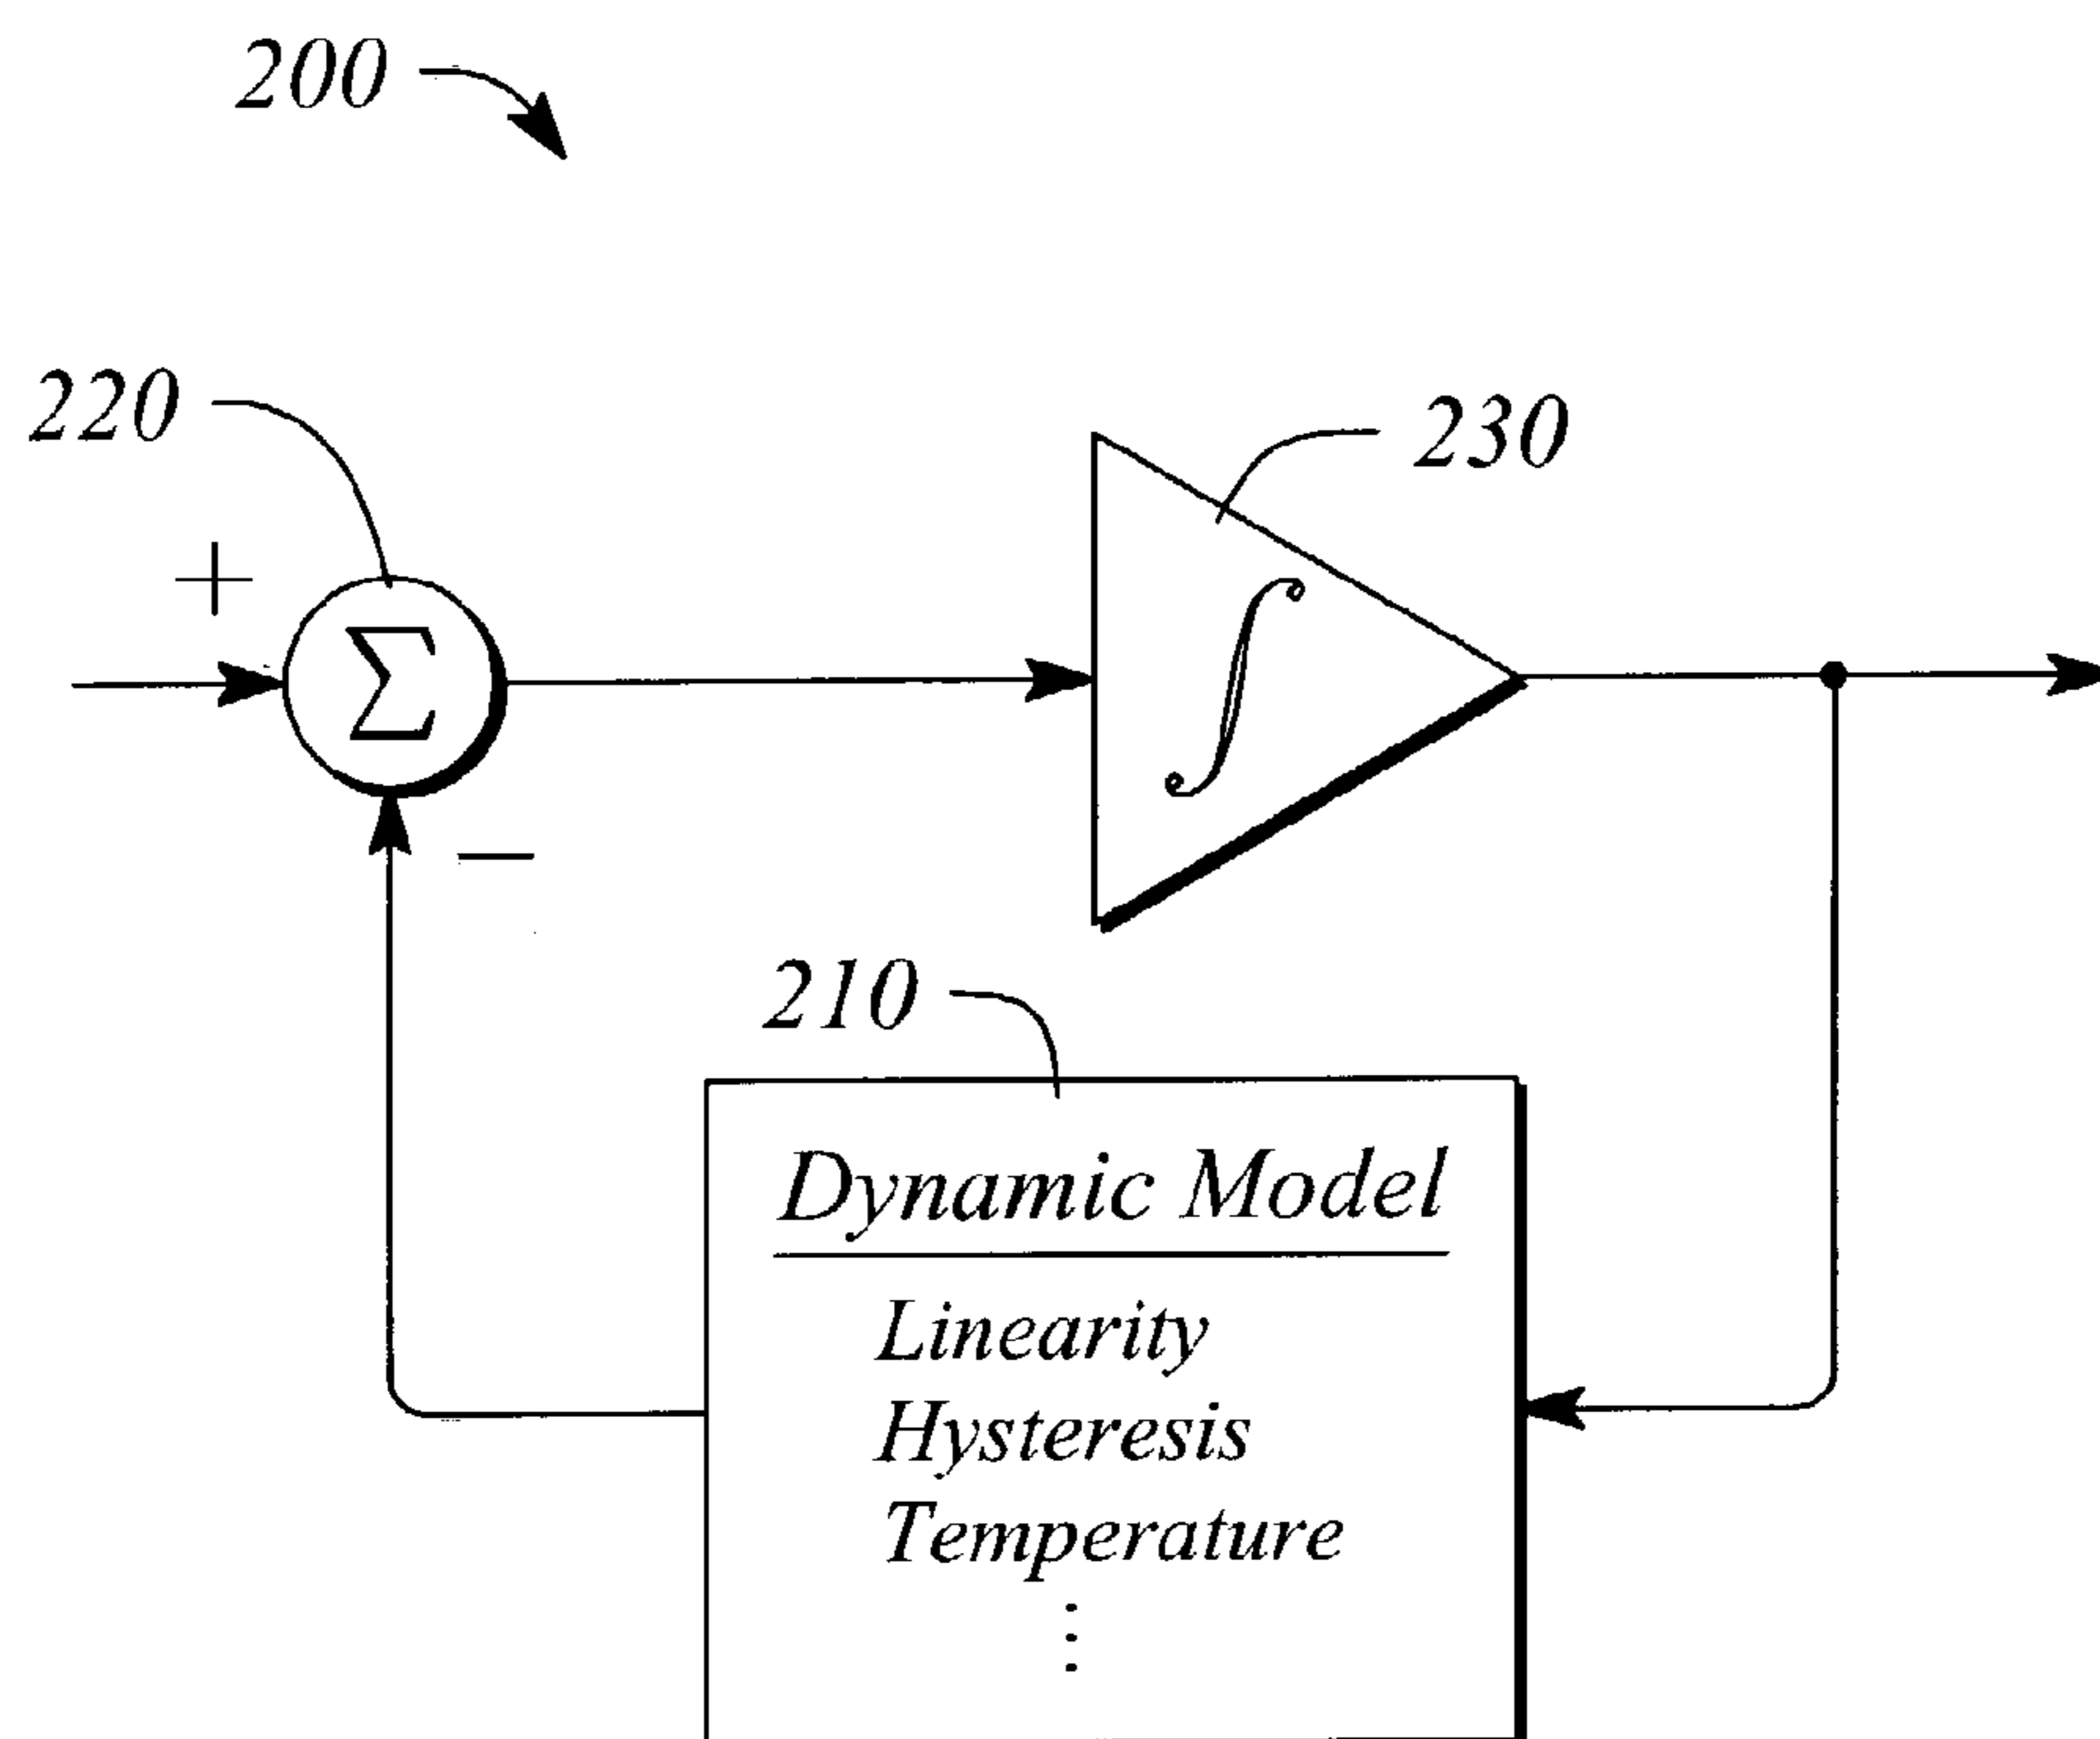 200
220
230
+
Σ
∫
−
210
Dynamic Model
Linearity
Hysteresis
Temperature
⋮